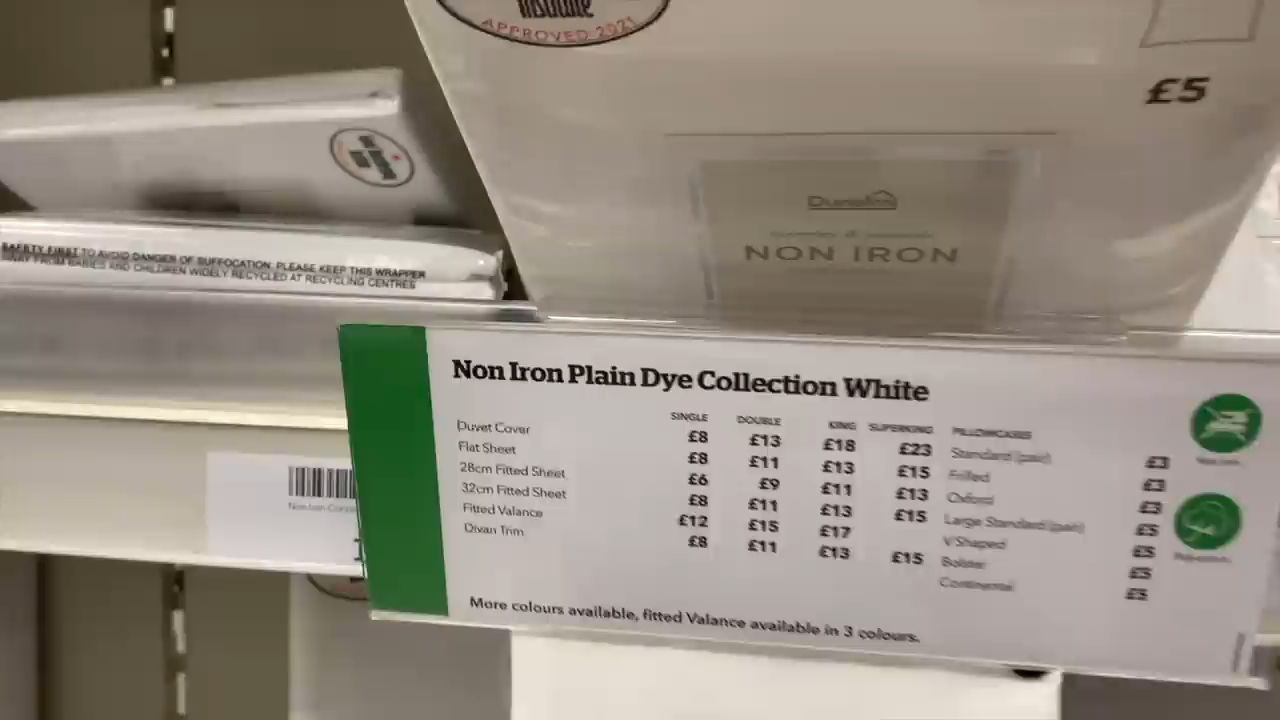 Institute
APPROVED 2021
£5
Dunelm
NON IRON
SAFETY FIRST TO AVOID DANGER OF SUFFOCATION PLEASE KEEP THIS WRAPPER
AWAY FROM BABIES AND CHILDREN WIDELY RECYCLED AT RECYCLING CENTRES
Non Iron Plain Dye Collection White
SINGLE DOUBLE KING SUPERKING PILLOWCASES
Duvet Cover £8 £13 £18 £23 Standard (pair) £3
Flat Sheet £8 £11 £13 £15 Frilled £3
28cm Fitted Sheet £6 £9 £11 £13 Oxford £3
32cm Fitted Sheet £8 £11 £13 £15 Large Standard (pair) £5
Fitted Valance £12 £15 £17 V Shaped £5
Divan Trim £8 £11 £13 £15 Bolster £5
Continental £5
More colours available, fitted Valance available in 3 colours.
Non Iron